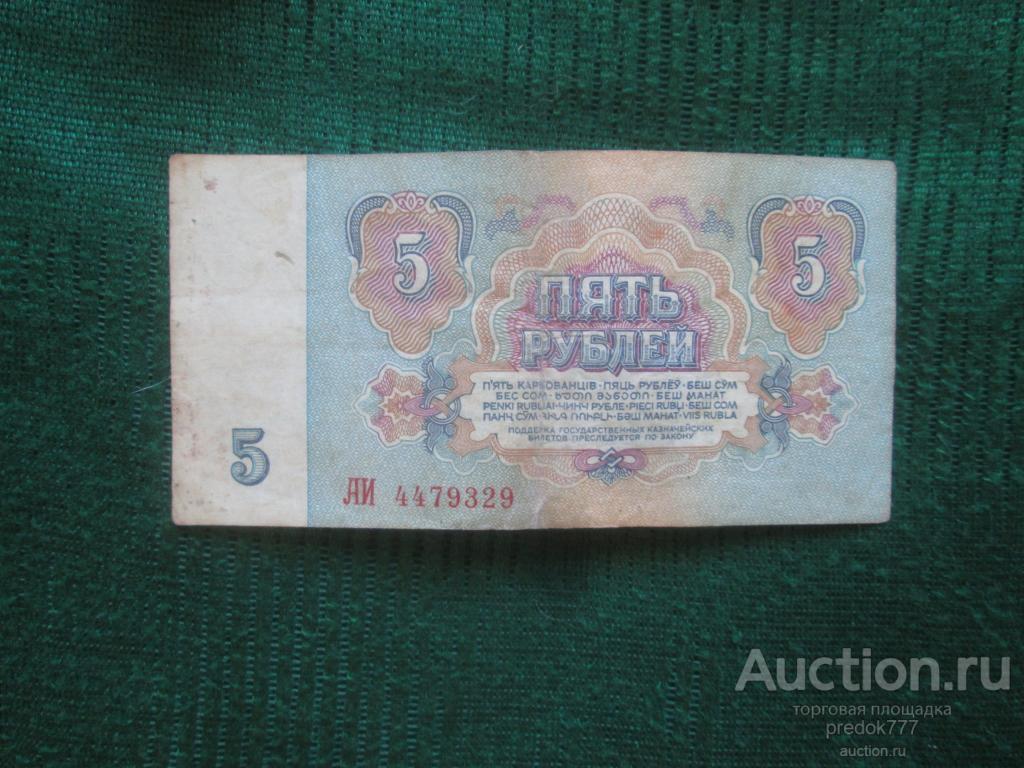 5
5
ПЯТЬ
РУБЛЕЙ
П'ЯТЬ КАРБОВАНЦІВ · ПЯЦЬ РУБЛЁЎ · БЕШ СЎМ
БЕС СОМ · ᲮᲣᲗᲘ ᲛᲐᲜᲔᲗᲘ · БЕШ МАНАТ
PENKI RUBLIAI · ЧИНЧ РУБЛЕ · PIECI RUBĻI · БЕШ СОМ
ПАНҶ СӮМ · ՀԻՆԳ ՌՈՒԲԼԻ · БӘШ МАНАТ · VIIS RUBLA
ПОДДЕЛКА ГОСУДАРСТВЕННЫХ КАЗНАЧЕЙСКИХ
БИЛЕТОВ ПРЕСЛЕДУЕТСЯ ПО ЗАКОНУ
5
ЛИ 4479329
Auction.ru
торговая площадка
predok777
auction.ru